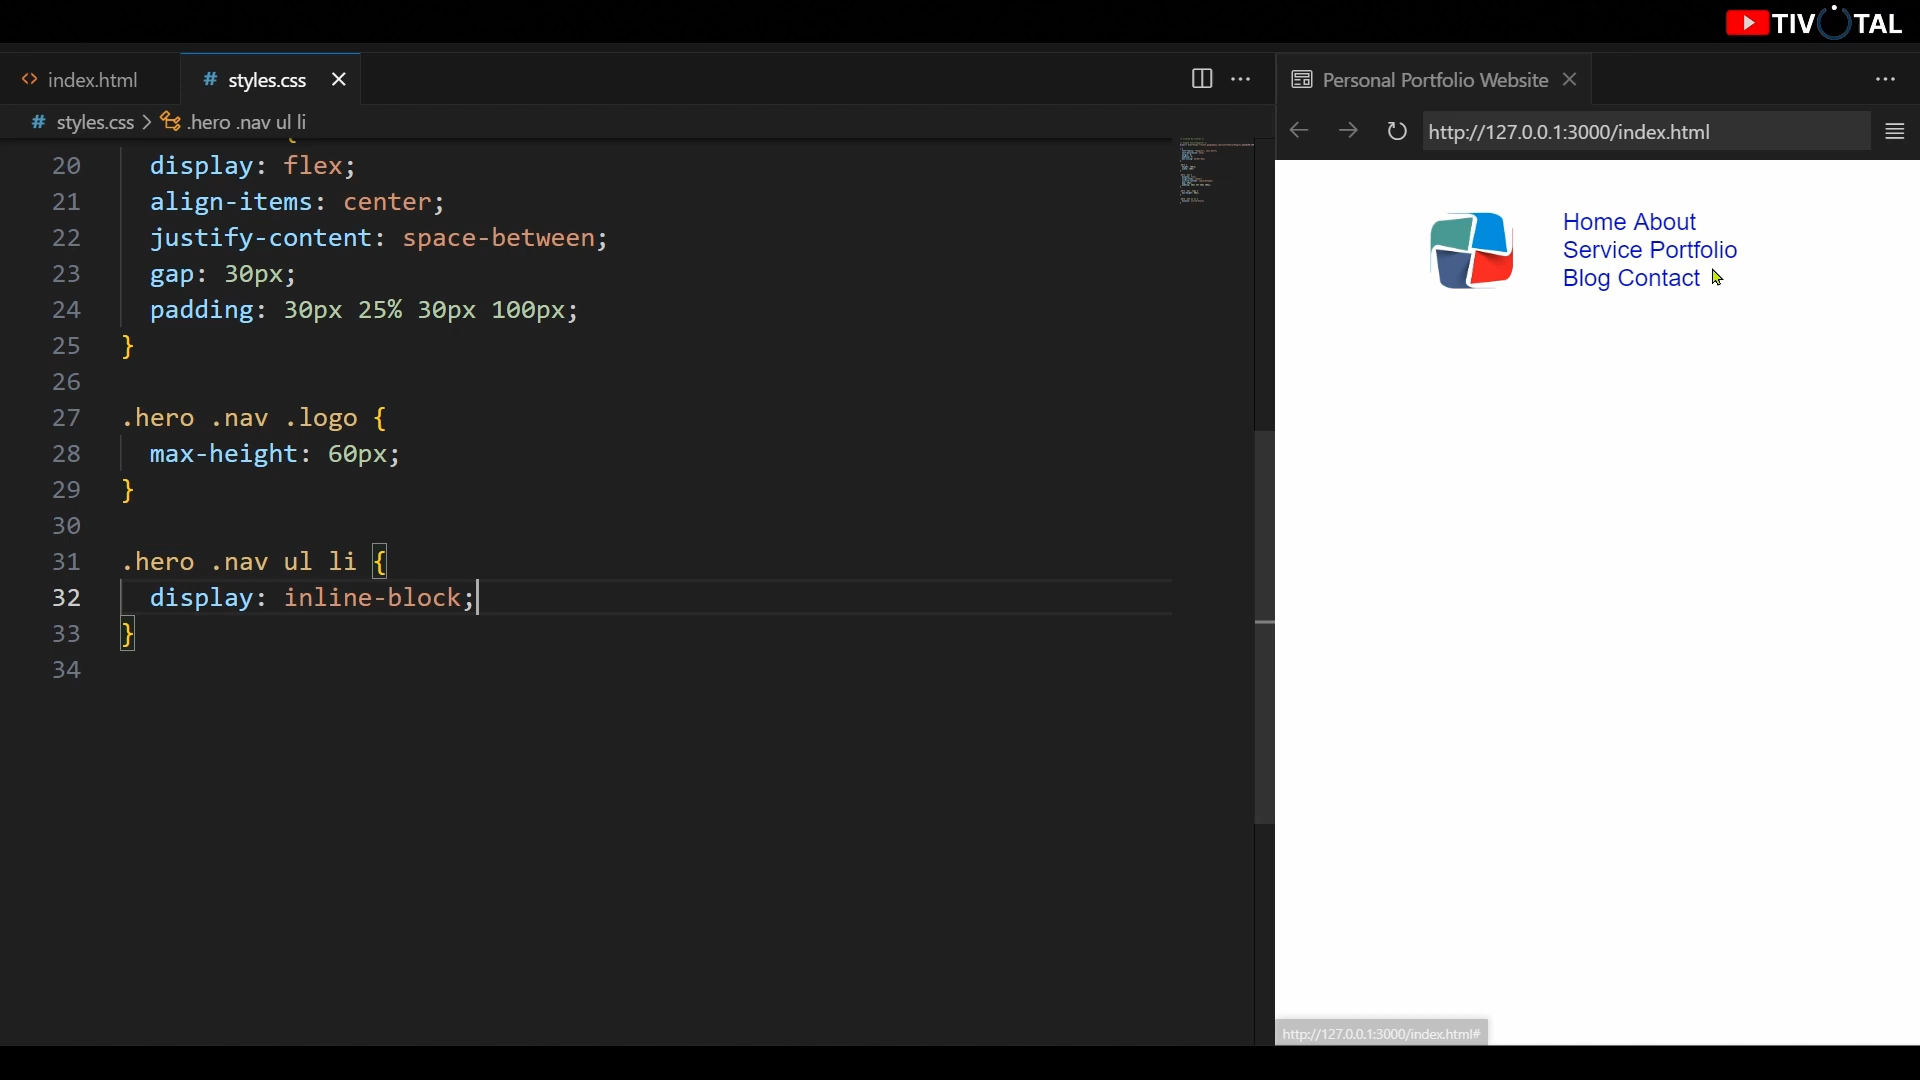 TIVOTAL
index.html
# styles.css
Personal Portfolio Website
# styles.css > .hero .nav ul li
http://127.0.0.1:3000/index.html
20 display: flex;
21 align-items: center;
22 justify-content: space-between;
23 gap: 30px;
24 padding: 30px 25% 30px 100px;
25 }
26
27 .hero .nav .logo {
28 max-height: 60px;
29 }
30
31 .hero .nav ul li {
32 display: inline-block;
33 }
34
Home About
Service Portfolio
Blog Contact
http://127.0.0.1:3000/index.html#